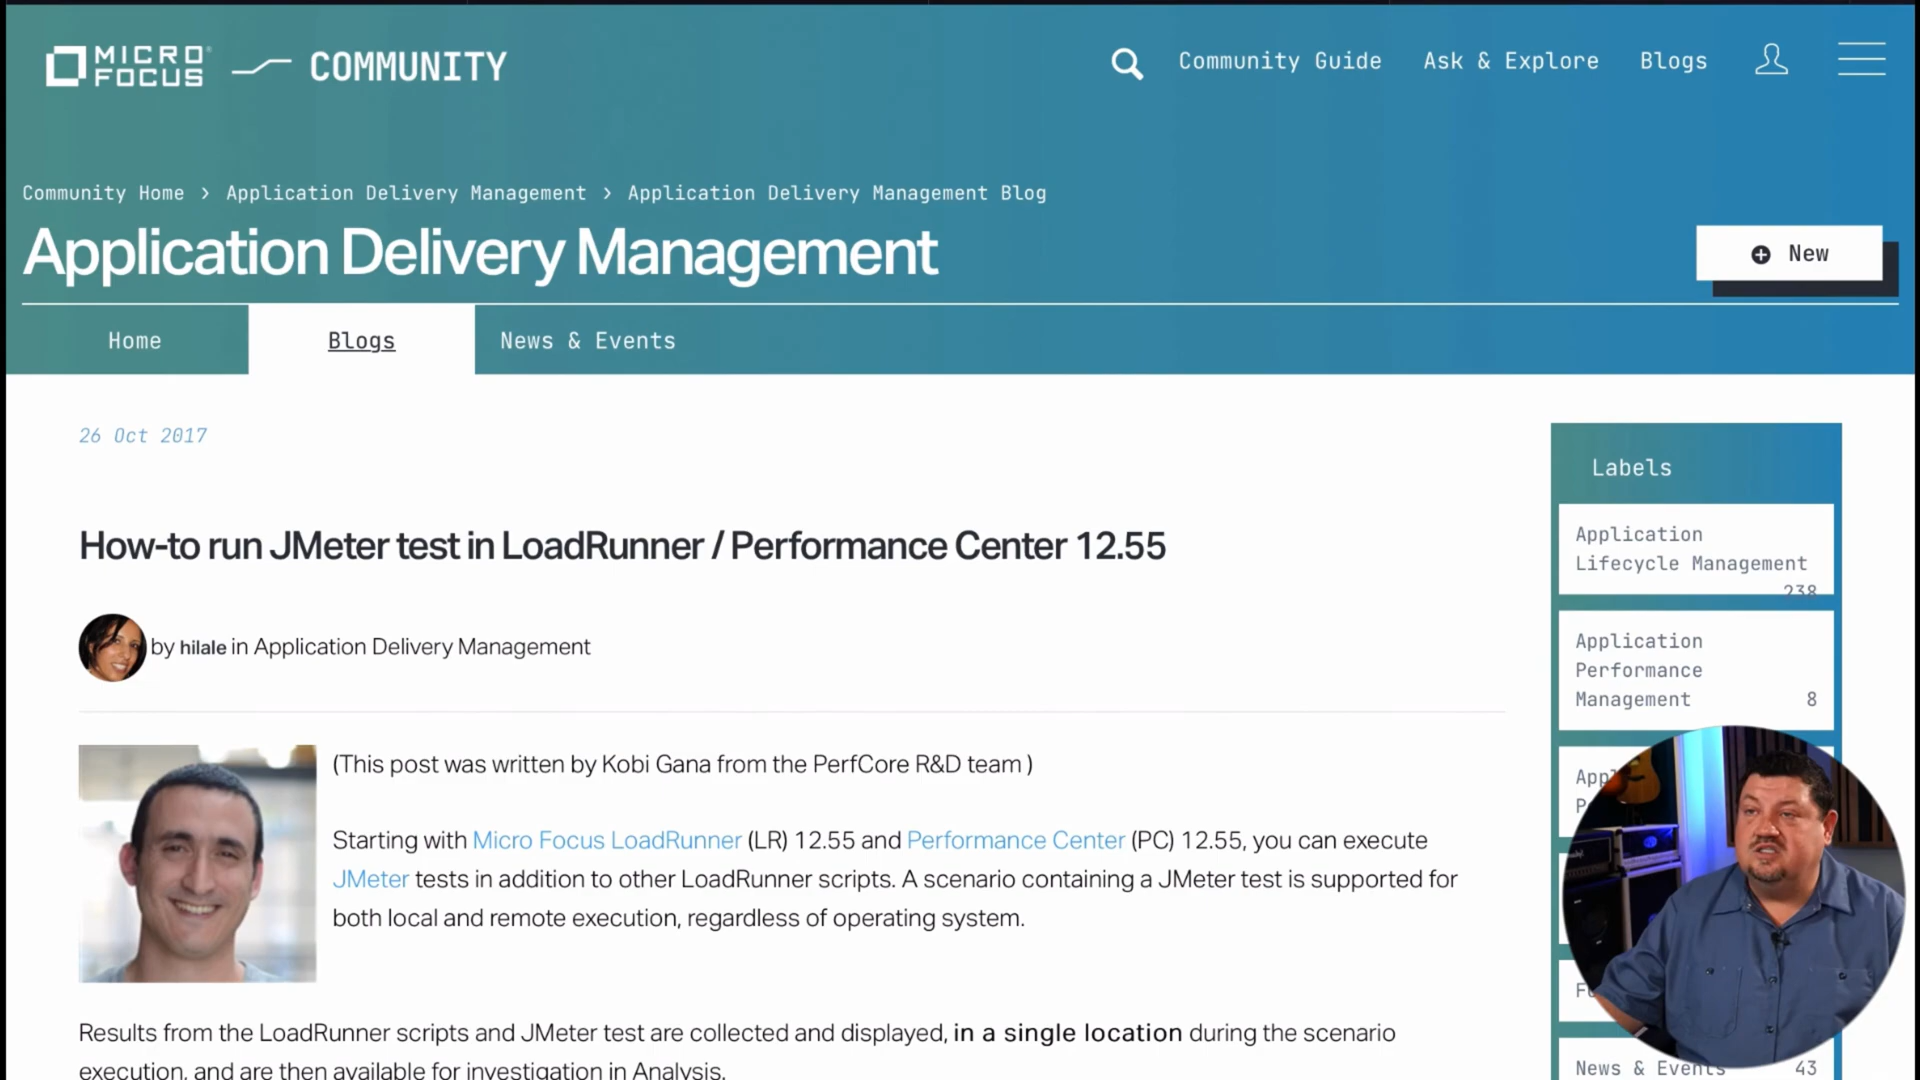 MICRO FOCUS COMMUNITY
Community Guide
Ask & Explore
Blogs
Community Home > Application Delivery Management > Application Delivery Management Blog
Application Delivery Management
New
Home
Blogs
News & Events
26 Oct 2017
How-to run JMeter test in LoadRunner / Performance Center 12.55
by hilale in Application Delivery Management
(This post was written by Kobi Gana from the PerfCore R&D team )
Starting with Micro Focus LoadRunner (LR) 12.55 and Performance Center (PC) 12.55, you can execute
JMeter tests in addition to other LoadRunner scripts. A scenario containing a JMeter test is supported for
both local and remote execution, regardless of operating system.
Results from the LoadRunner scripts and JMeter test are collected and displayed, in a single location during the scenario
execution, and are then available for investigation in Analysis.
Labels
Application
Lifecycle Management
238
Application
Performance
Management 8
News & Events 43